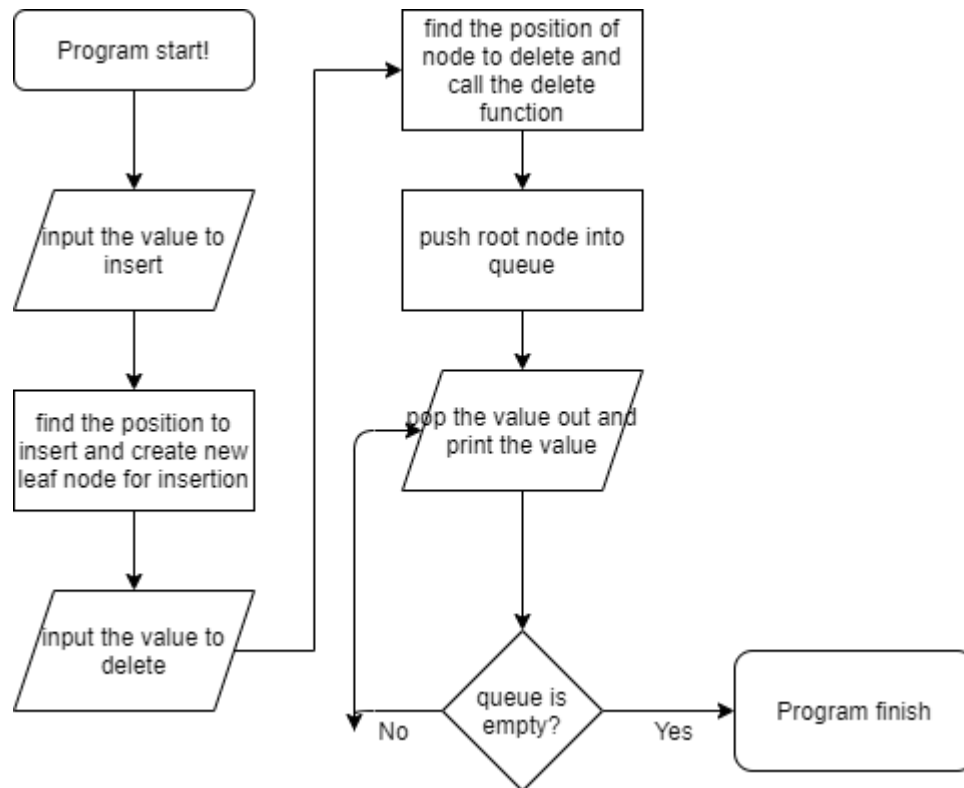 Program start!
input the value to
insert
find the position to
insert and create new
leaf node for insertion
input the value to
delete
find the position of
node to delete and
call the delete
function
push root node into
queue
pop the value out and
print the value
queue is
empty?
No
Yes
Program finish